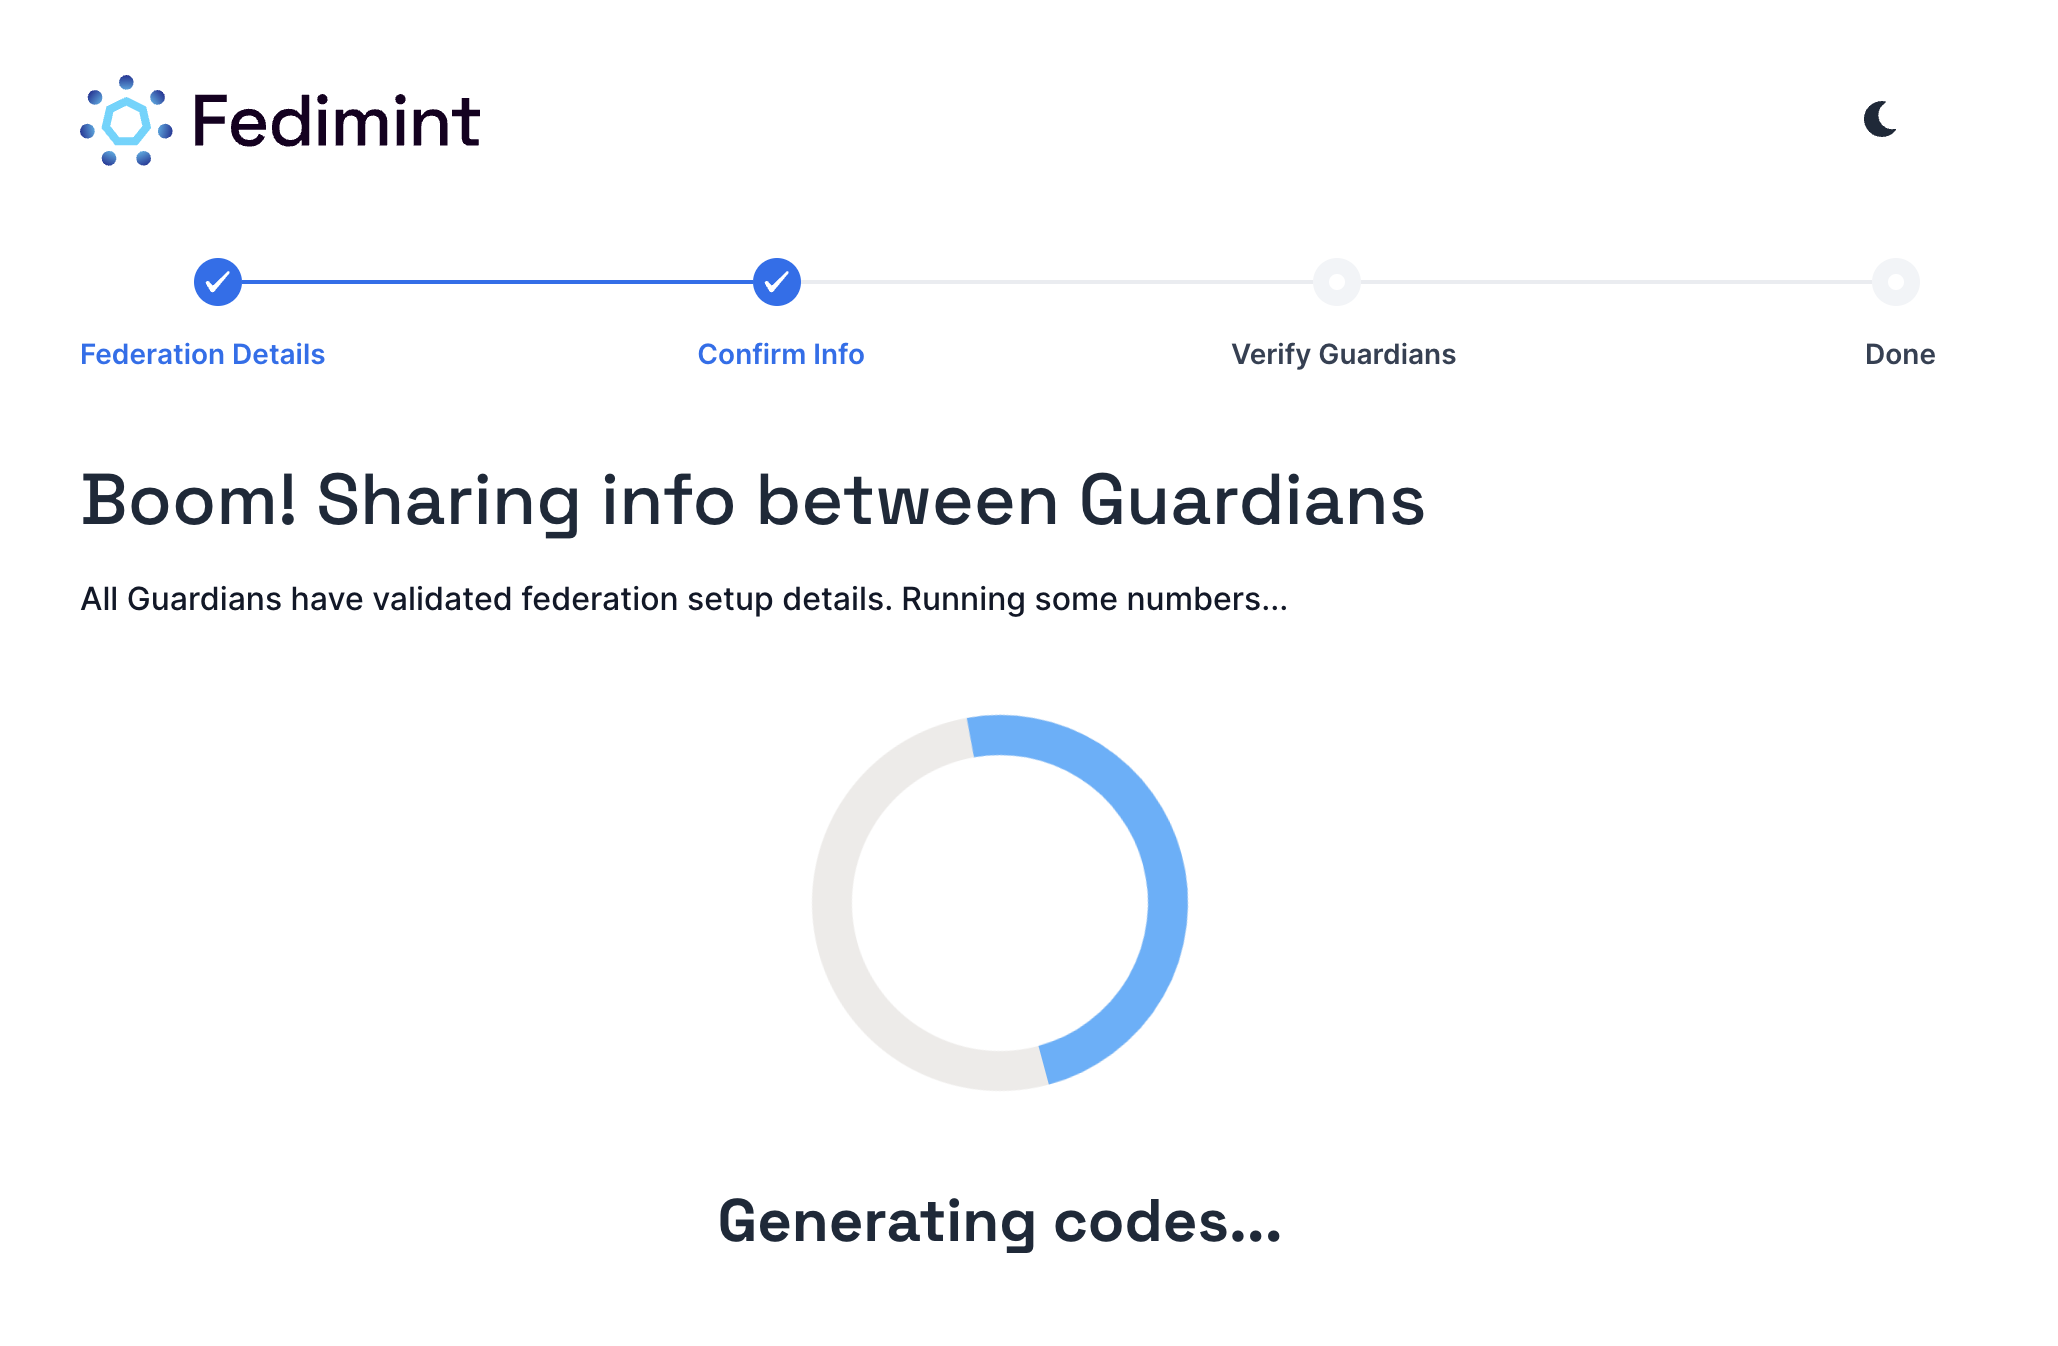 Fedimint
Federation Details
Confirm Info
Verify Guardians
Done
Boom! Sharing info between Guardians
All Guardians have validated federation setup details. Running some numbers...
Generating codes...